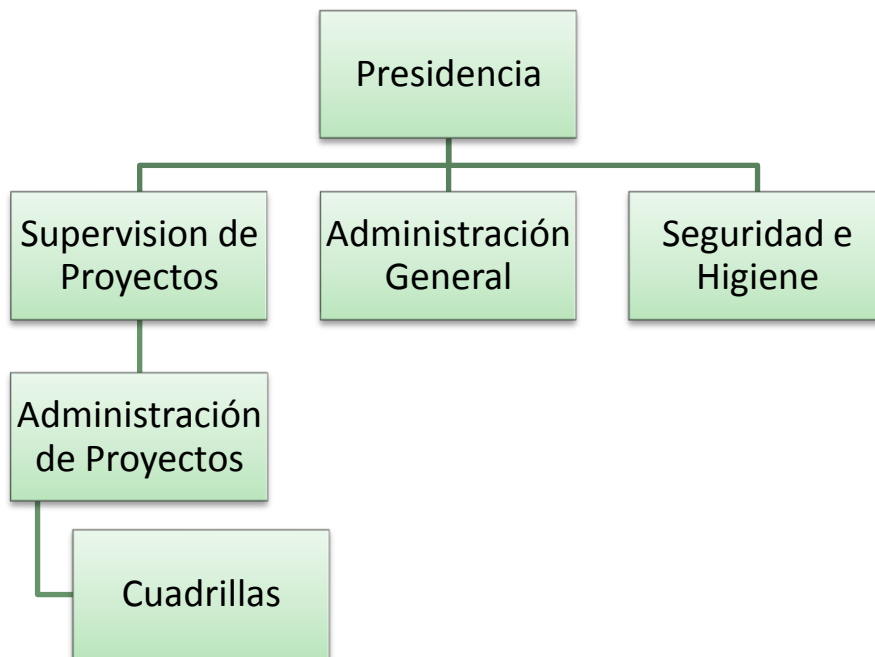 Presidencia
Supervision de
Proyectos
Administración
General
Seguridad e
Higiene
Administración
de Proyectos
Cuadrillas